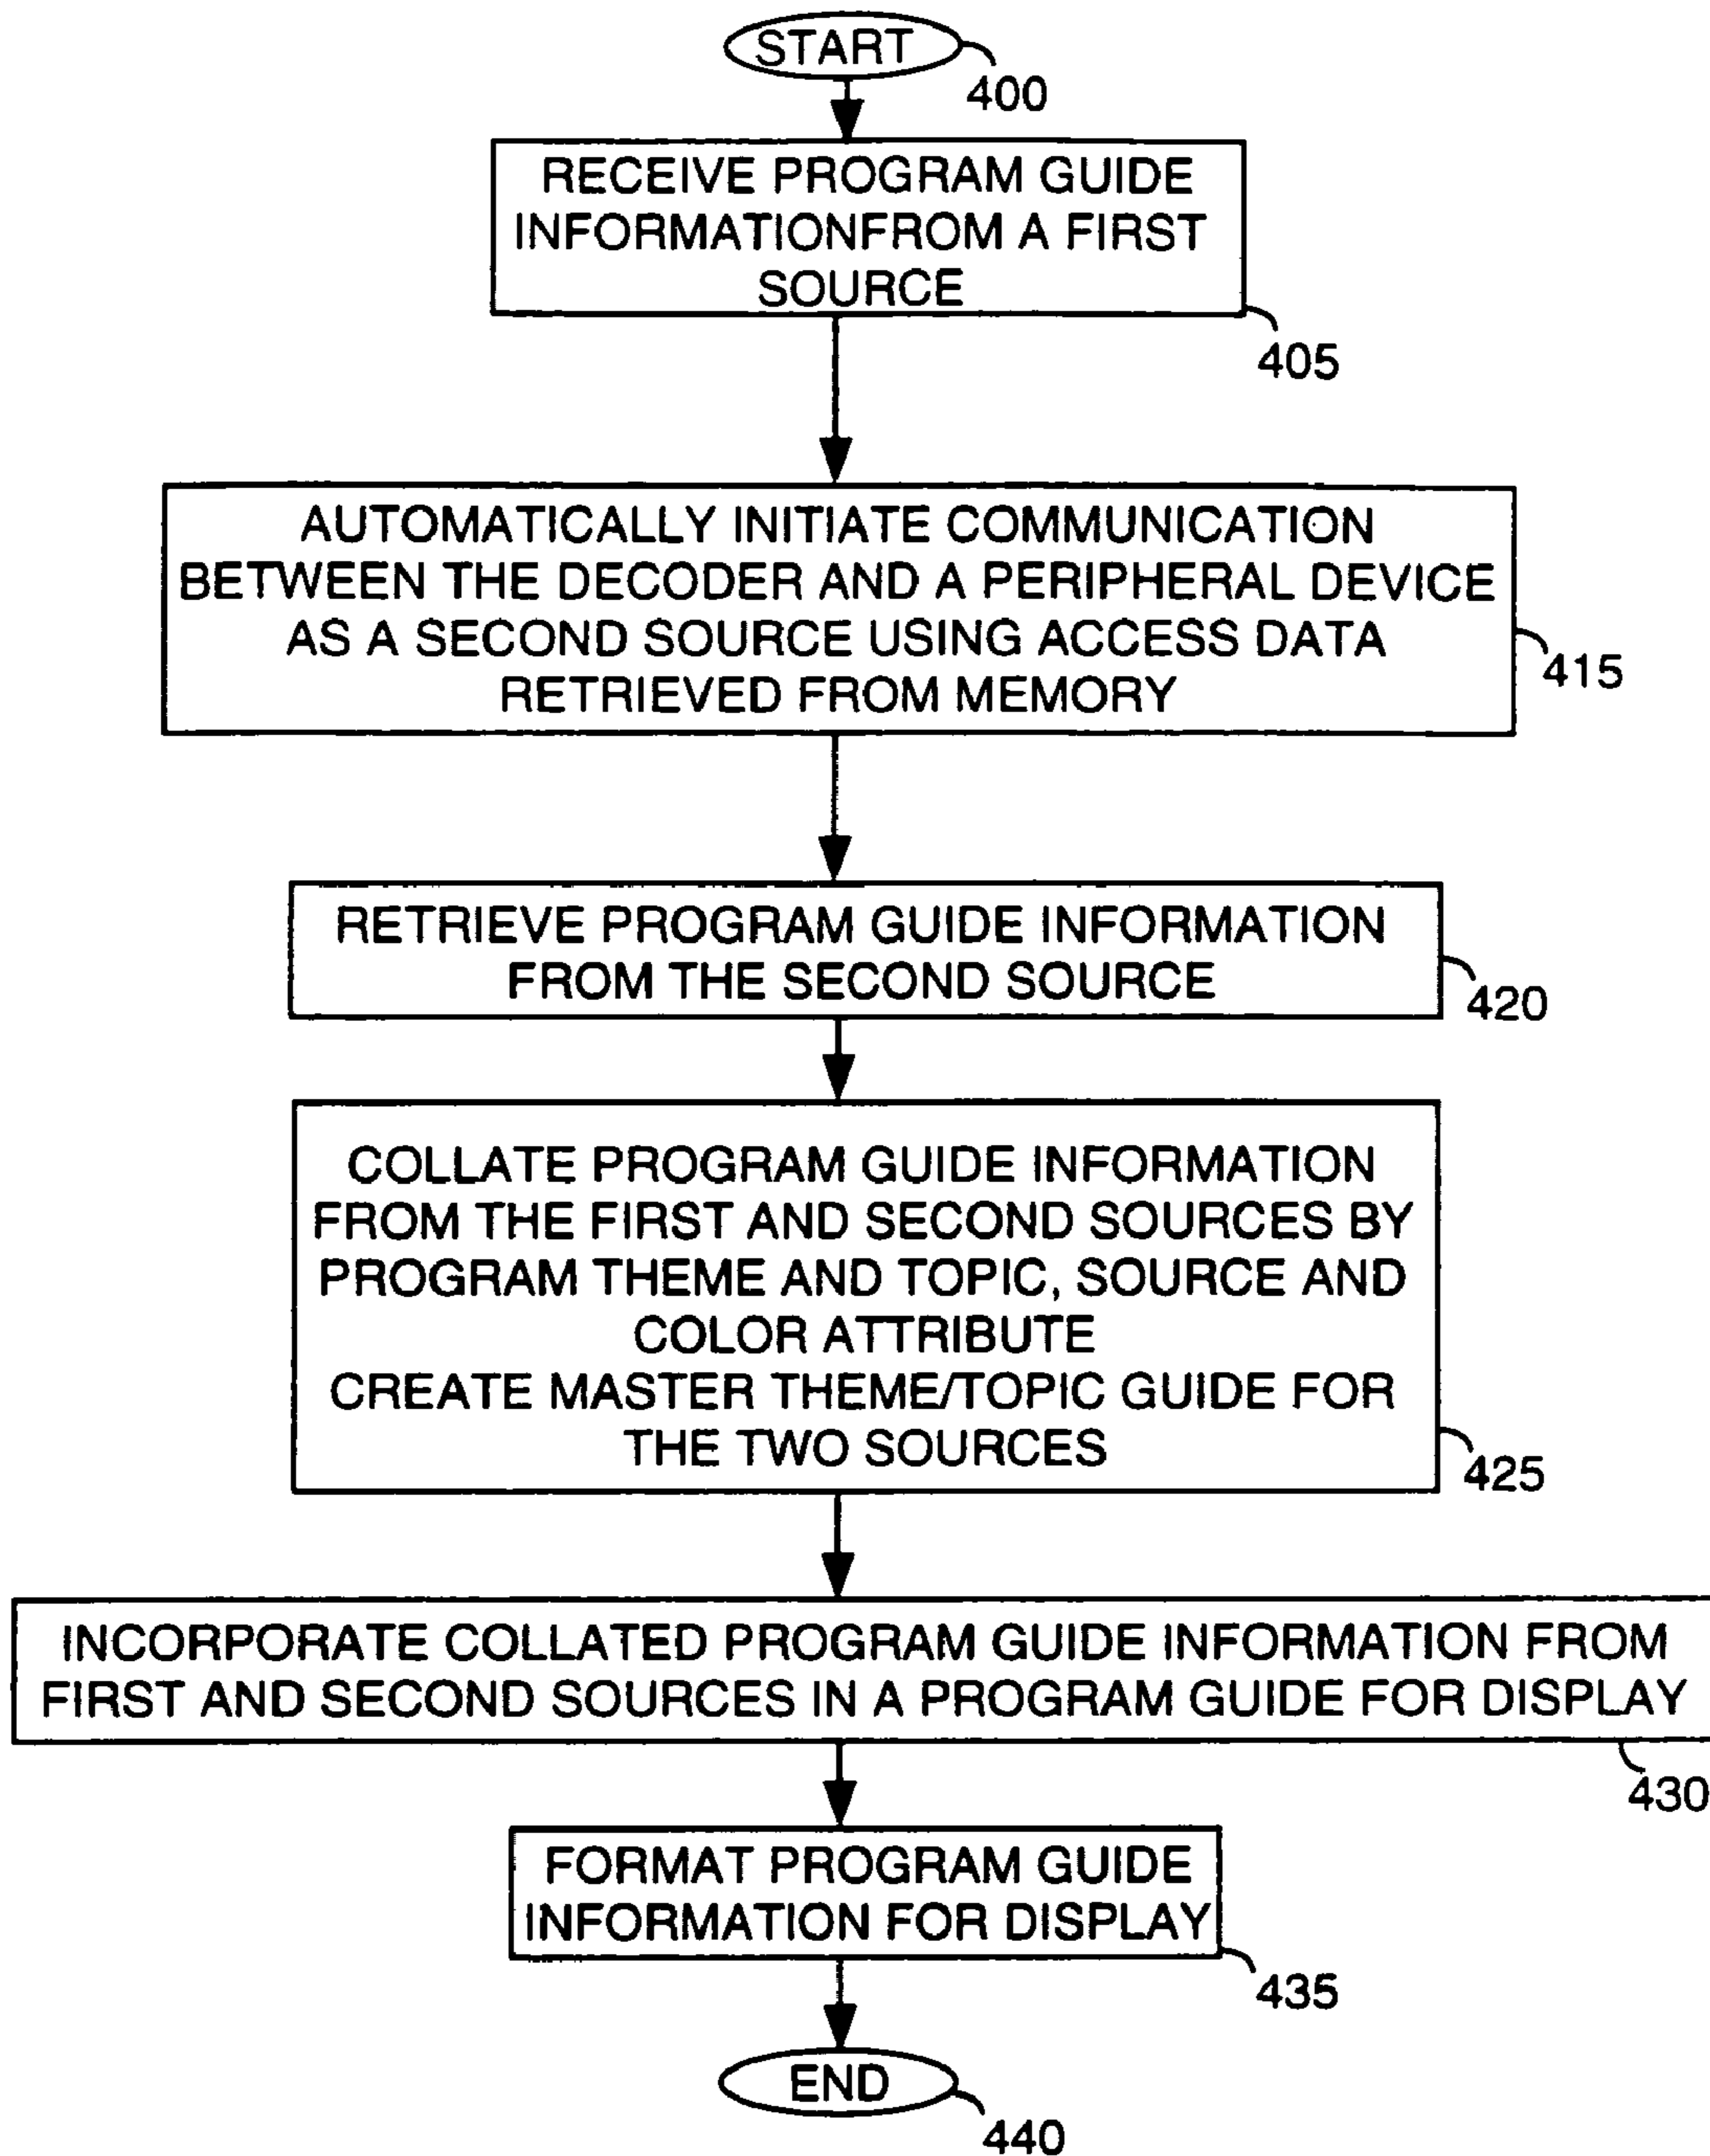 START
400
RECEIVE PROGRAM GUIDE
INFORMATIONFROM A FIRST
SOURCE
405
AUTOMATICALLY INITIATE COMMUNICATION
BETWEEN THE DECODER AND A PERIPHERAL DEVICE
AS A SECOND SOURCE USING ACCESS DATA
RETRIEVED FROM MEMORY
415
RETRIEVE PROGRAM GUIDE INFORMATION
FROM THE SECOND SOURCE
420
COLLATE PROGRAM GUIDE INFORMATION
FROM THE FIRST AND SECOND SOURCES BY
PROGRAM THEME AND TOPIC, SOURCE AND
COLOR ATTRIBUTE
CREATE MASTER THEME/TOPIC GUIDE FOR
THE TWO SOURCES
425
INCORPORATE COLLATED PROGRAM GUIDE INFORMATION FROM
FIRST AND SECOND SOURCES IN A PROGRAM GUIDE FOR DISPLAY
430
FORMAT PROGRAM GUIDE
INFORMATION FOR DISPLAY
435
END
440